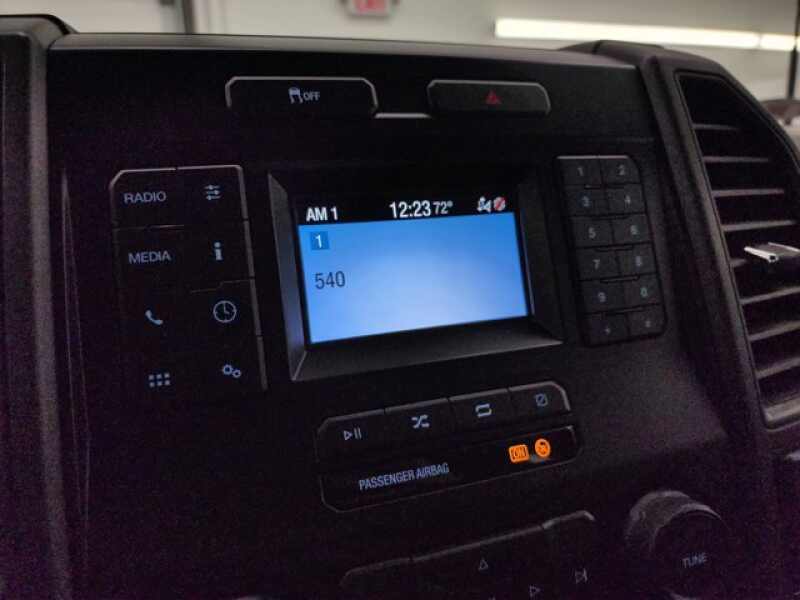 EXIT
OFF
RADIO
MEDIA
AM 1
12:23 72°
1
540
1 2
3 4
5 6
7 8
9 0
* #
PASSENGER AIRBAG
ON
TUNE